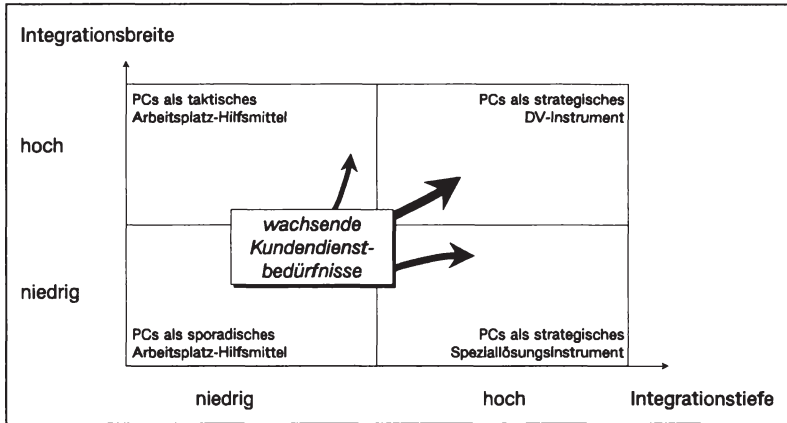 Integrationsbreite
PCs als taktisches
Arbeitsplatz-Hilfsmittel
PCs als strategisches
DV-Instrument
hoch
wachsende
Kundendienst-
bedürfnisse
niedrig
PCs als sporadisches
Arbeitsplatz-Hilfsmittel
PCs als strategisches
Speziallösungsinstrument
niedrig
hoch
Integrationstiefe